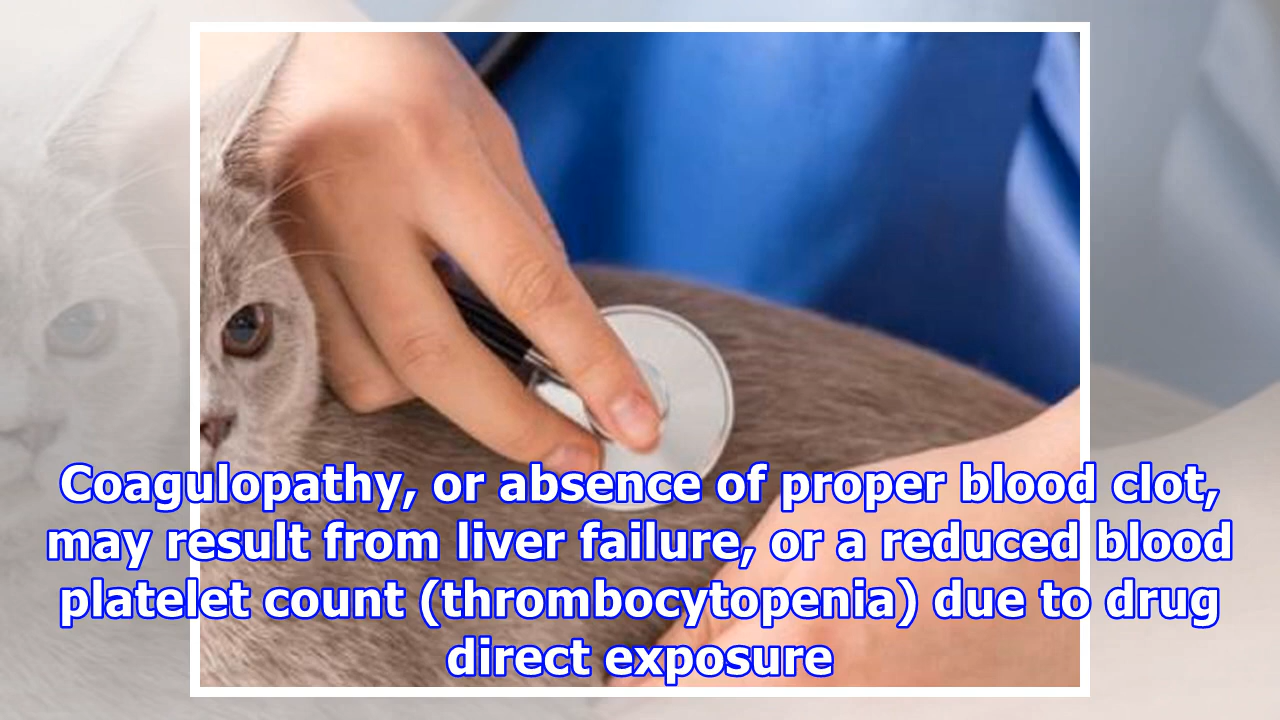 Coagulopathy, or absence of proper blood clot,
may result from liver failure, or a reduced blood
platelet count (thrombocytopenia) due to drug
direct exposure